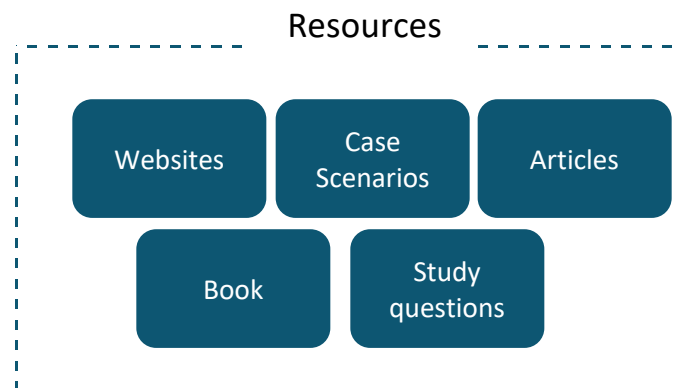 Resources
Websites
Case
Scenarios
Articles
Book
Study
questions